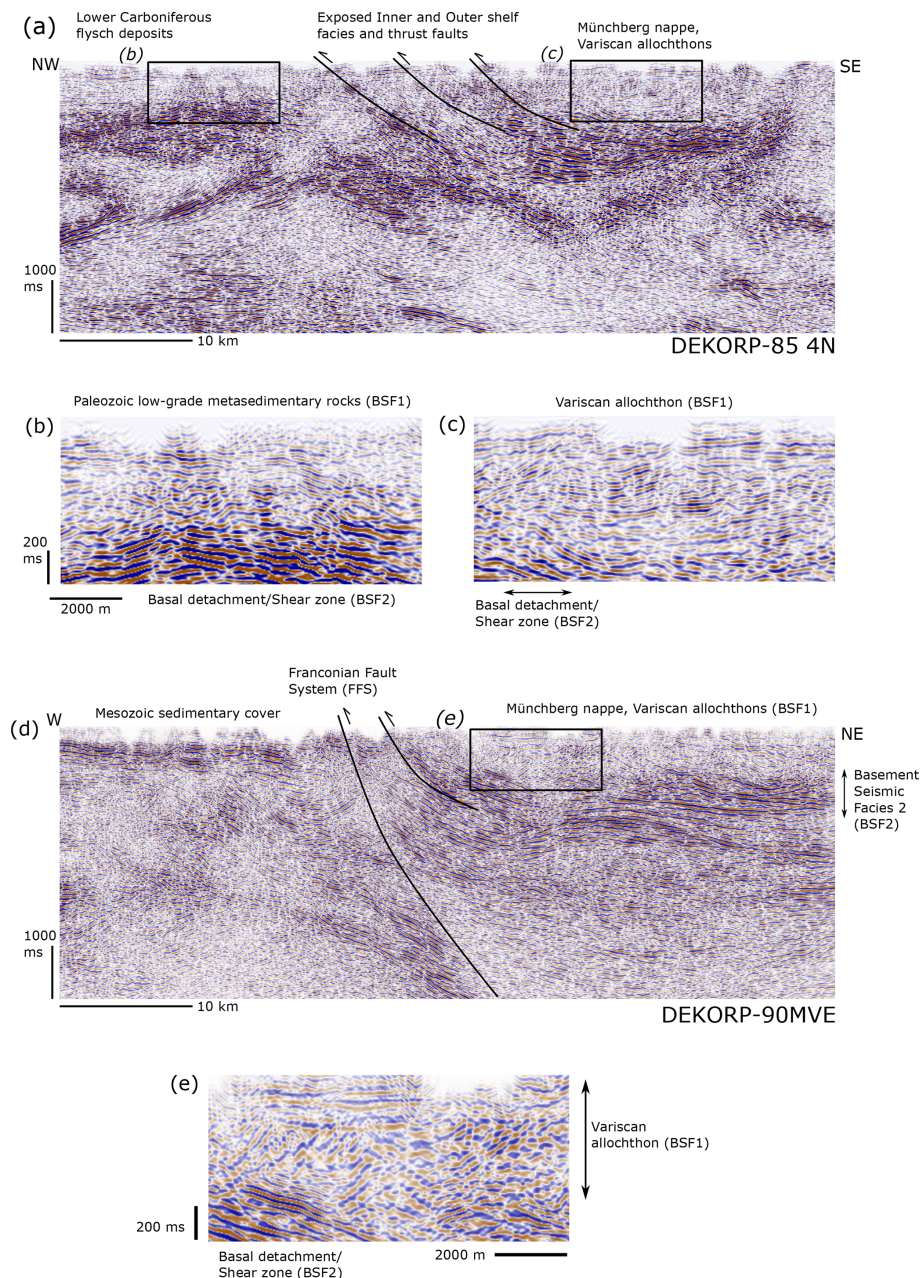 (a)
Lower Carboniferous
flysch deposits
Exposed Inner and Outer shelf
facies and thrust faults
Münchberg nappe,
Variscan allochthons
(b)
(c)
NW
SE
1000
ms
10 km
DEKORP-85 4N
Paleozoic low-grade metasedimentary rocks (BSF1)
Variscan allochthon (BSF1)
(b)
(c)
200
ms
2000 m
Basal detachment/Shear zone (BSF2)
Basal detachment/
Shear zone (BSF2)
Franconian Fault
System (FFS)
(d)
W
Mesozoic sedimentary cover
(e)
Münchberg nappe, Variscan allochthons (BSF1)
NE
Basement
Seismic
Facies 2
(BSF2)
1000
ms
10 km
DEKORP-90MVE
(e)
Variscan
allochthon (BSF1)
200 ms
Basal detachment/
Shear zone (BSF2)
2000 m